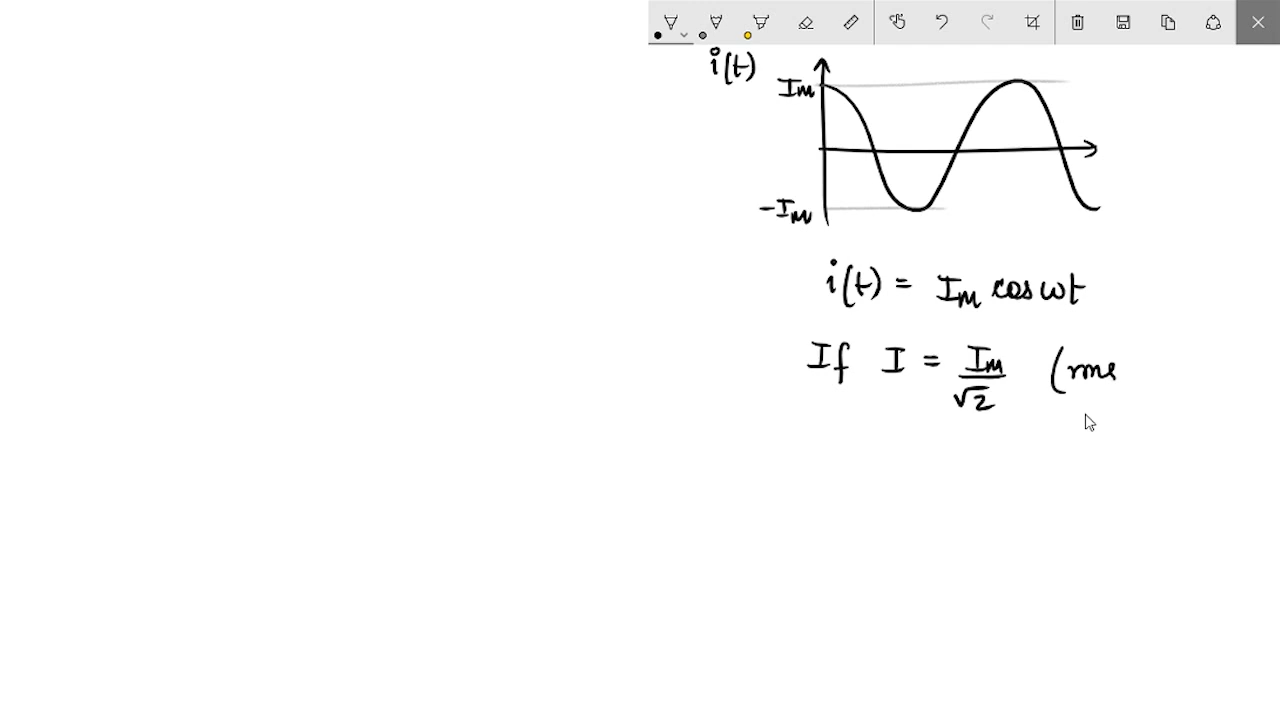 i(t)
Im
-Im
i(t) = Im cos ωt
If I = Im/√2 (rms